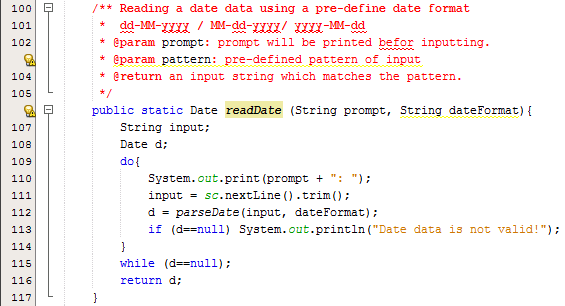 100 /** Reading a date data using a pre-define date format
101 * dd-MM-yyyy / MM-dd-yyyy/ yyyy-MM-dd
102 * @param prompt: prompt will be printed befor inputting.
* @param pattern: pre-defined pattern of input
104 * @return an input string which matches the pattern.
105 */
public static Date readDate (String prompt, String dateFormat){
107 String input;
108 Date d;
109 do{
110 System.out.print(prompt + ": ");
111 input = sc.nextLine().trim();
112 d = parseDate(input, dateFormat);
113 if (d==null) System.out.println("Date data is not valid!");
114 }
115 while (d==null);
116 return d;
117 }